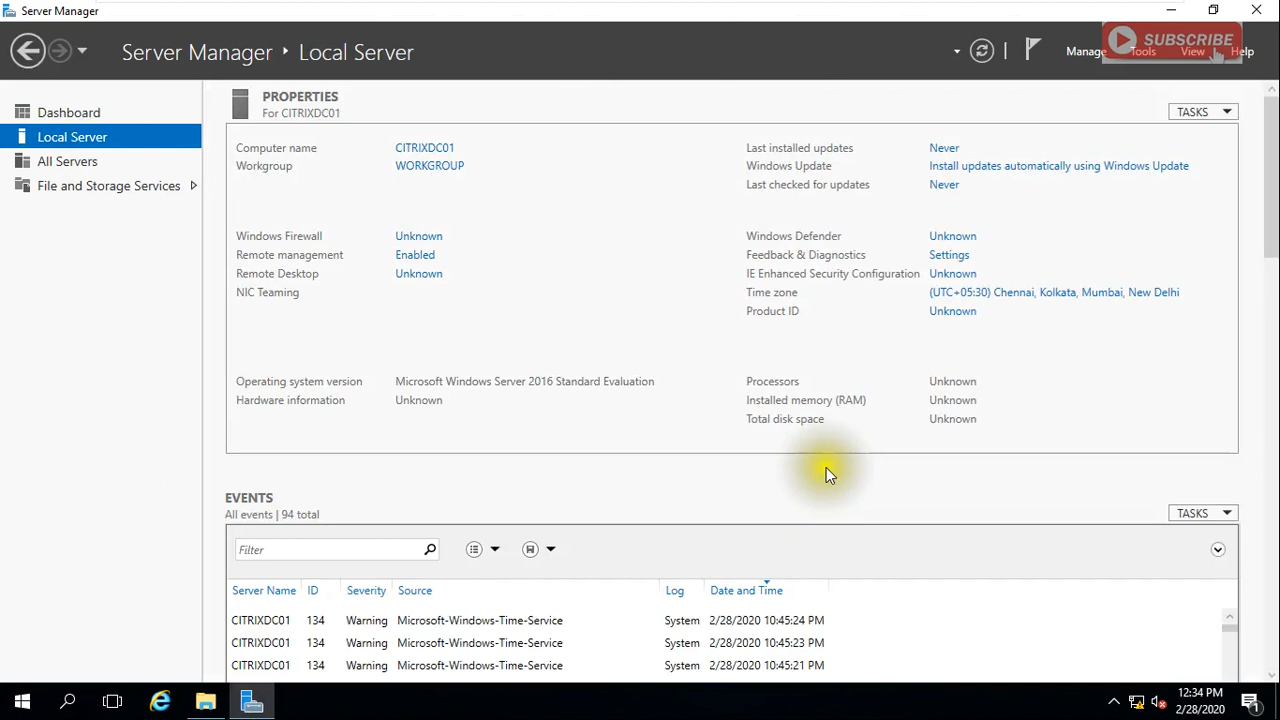 Server Manager
Server Manager ‣ Local Server
Manage Tools View Help
SUBSCRIBE
Dashboard
Local Server
All Servers
File and Storage Services
PROPERTIES
For CITRIXDC01
TASKS
Computer name CITRIXDC01 Last installed updates Never
Workgroup WORKGROUP Windows Update Install updates automatically using Windows Update
Last checked for updates Never
Windows Firewall Unknown Windows Defender Unknown
Remote management Enabled Feedback & Diagnostics Settings
Remote Desktop Unknown IE Enhanced Security Configuration Unknown
NIC Teaming Time zone (UTC+05:30) Chennai, Kolkata, Mumbai, New Delhi
Product ID Unknown
Operating system version Microsoft Windows Server 2016 Standard Evaluation Processors Unknown
Hardware information Unknown Installed memory (RAM) Unknown
Total disk space Unknown
EVENTS
All events | 94 total
TASKS
Filter
Server Name ID Severity Source Log Date and Time
CITRIXDC01 134 Warning Microsoft-Windows-Time-Service System 2/28/2020 10:45:24 PM
CITRIXDC01 134 Warning Microsoft-Windows-Time-Service System 2/28/2020 10:45:23 PM
CITRIXDC01 134 Warning Microsoft-Windows-Time-Service System 2/28/2020 10:45:21 PM
12:34 PM
2/28/2020
1